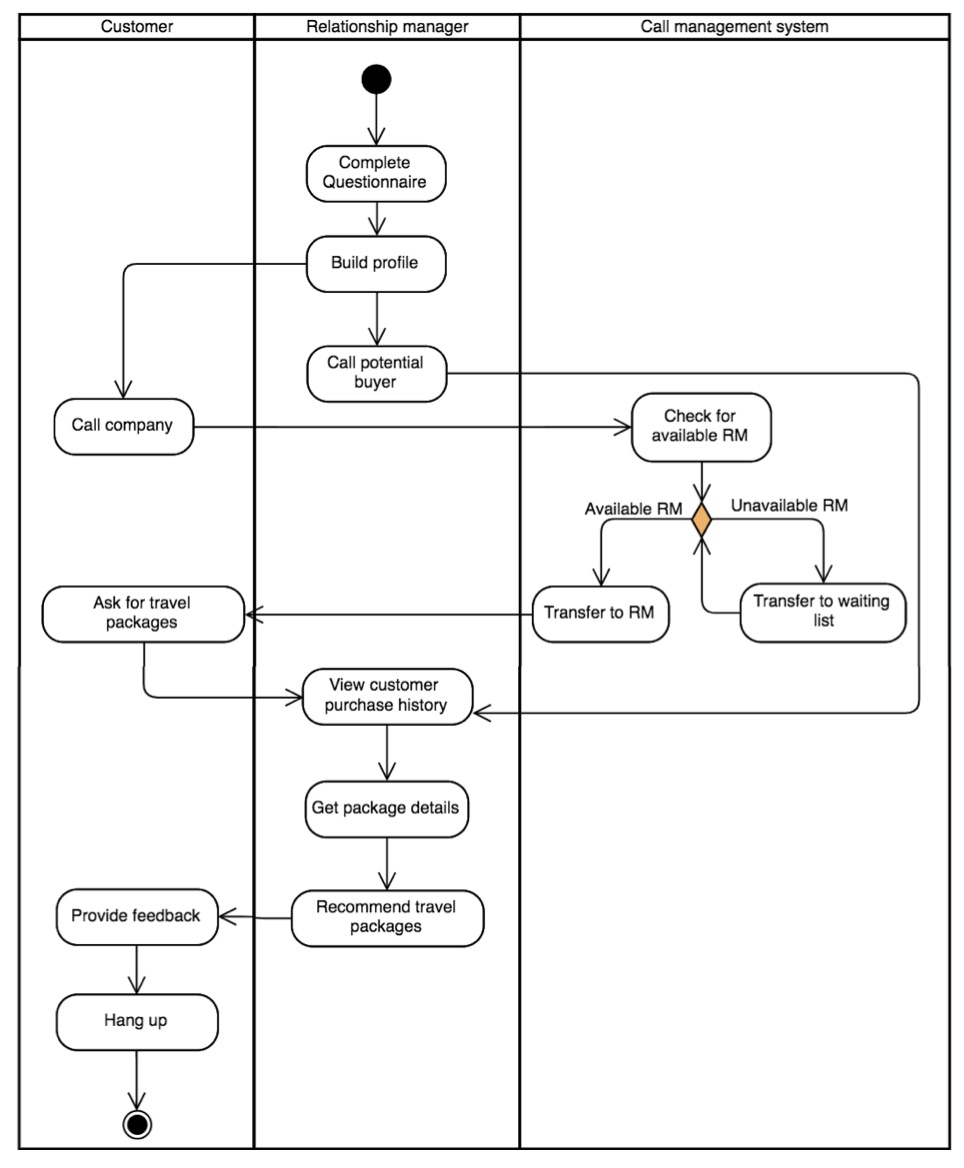 Customer
Relationship manager
Call management system
Complete
Questionnaire
Build profile
Call potential
buyer
Call company
Check for
available RM
Available RM
Unavailable RM
Ask for travel
packages
Transfer to RM
Transfer to waiting
list
View customer
purchase history
Get package details
Provide feedback
Recommend travel
packages
Hang up